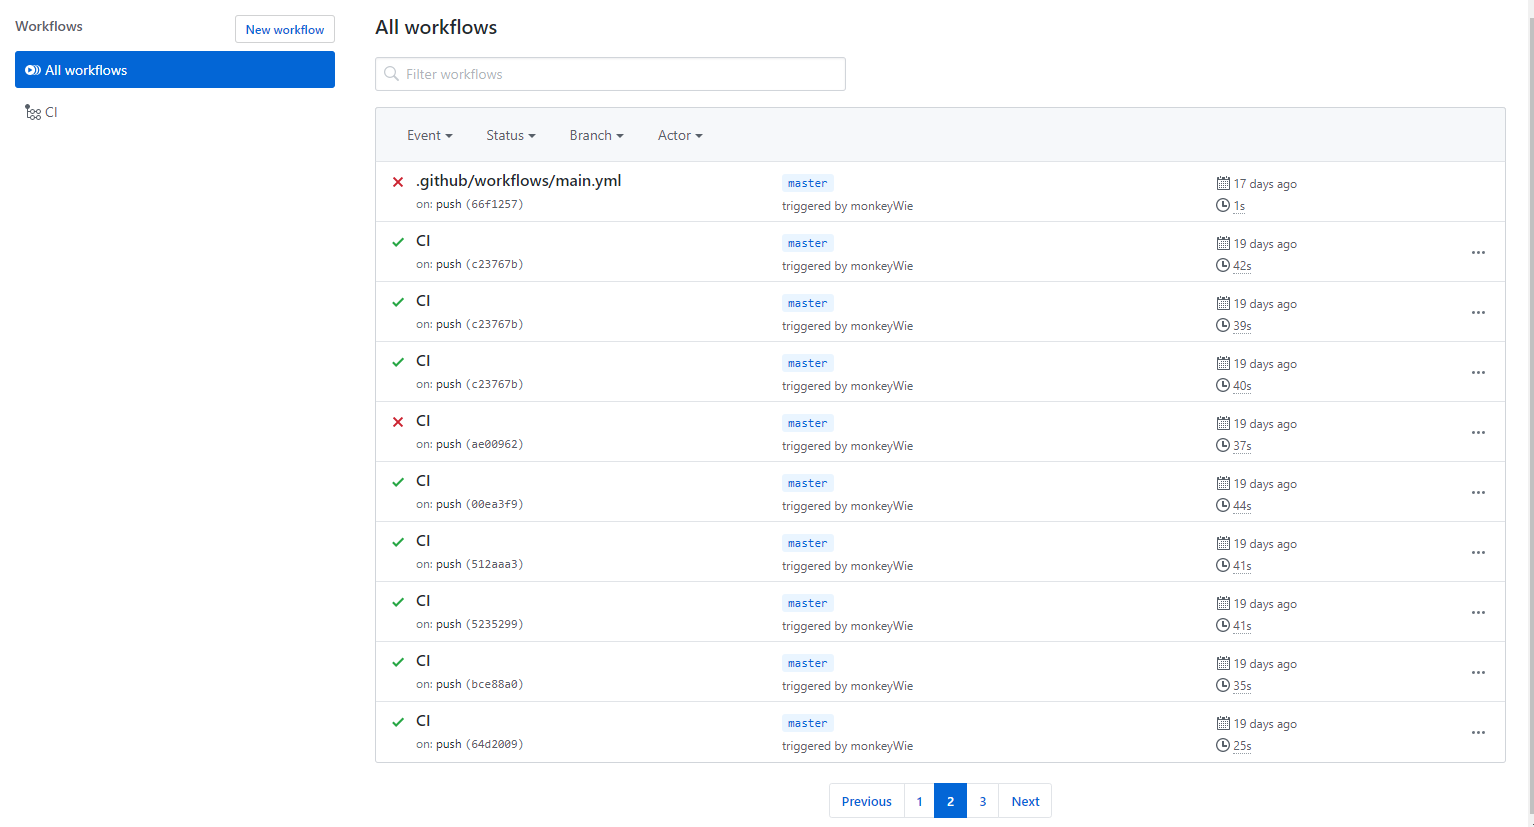 Workflows
New workflow
All workflows
CI
All workflows
Filter workflows
Event Status Branch Actor
.github/workflows/main.yml
on: push (66f1257)
master
triggered by monkeyWie
17 days ago
1s
CI
on: push (c23767b)
master
triggered by monkeyWie
19 days ago
42s
CI
on: push (c23767b)
master
triggered by monkeyWie
19 days ago
39s
CI
on: push (c23767b)
master
triggered by monkeyWie
19 days ago
40s
CI
on: push (ae00962)
master
triggered by monkeyWie
19 days ago
37s
CI
on: push (00ea3f9)
master
triggered by monkeyWie
19 days ago
44s
CI
on: push (512aaa3)
master
triggered by monkeyWie
19 days ago
41s
CI
on: push (5235299)
master
triggered by monkeyWie
19 days ago
41s
CI
on: push (bce88a0)
master
triggered by monkeyWie
19 days ago
35s
CI
on: push (64d2009)
master
triggered by monkeyWie
19 days ago
25s
Previous 1 2 3 Next